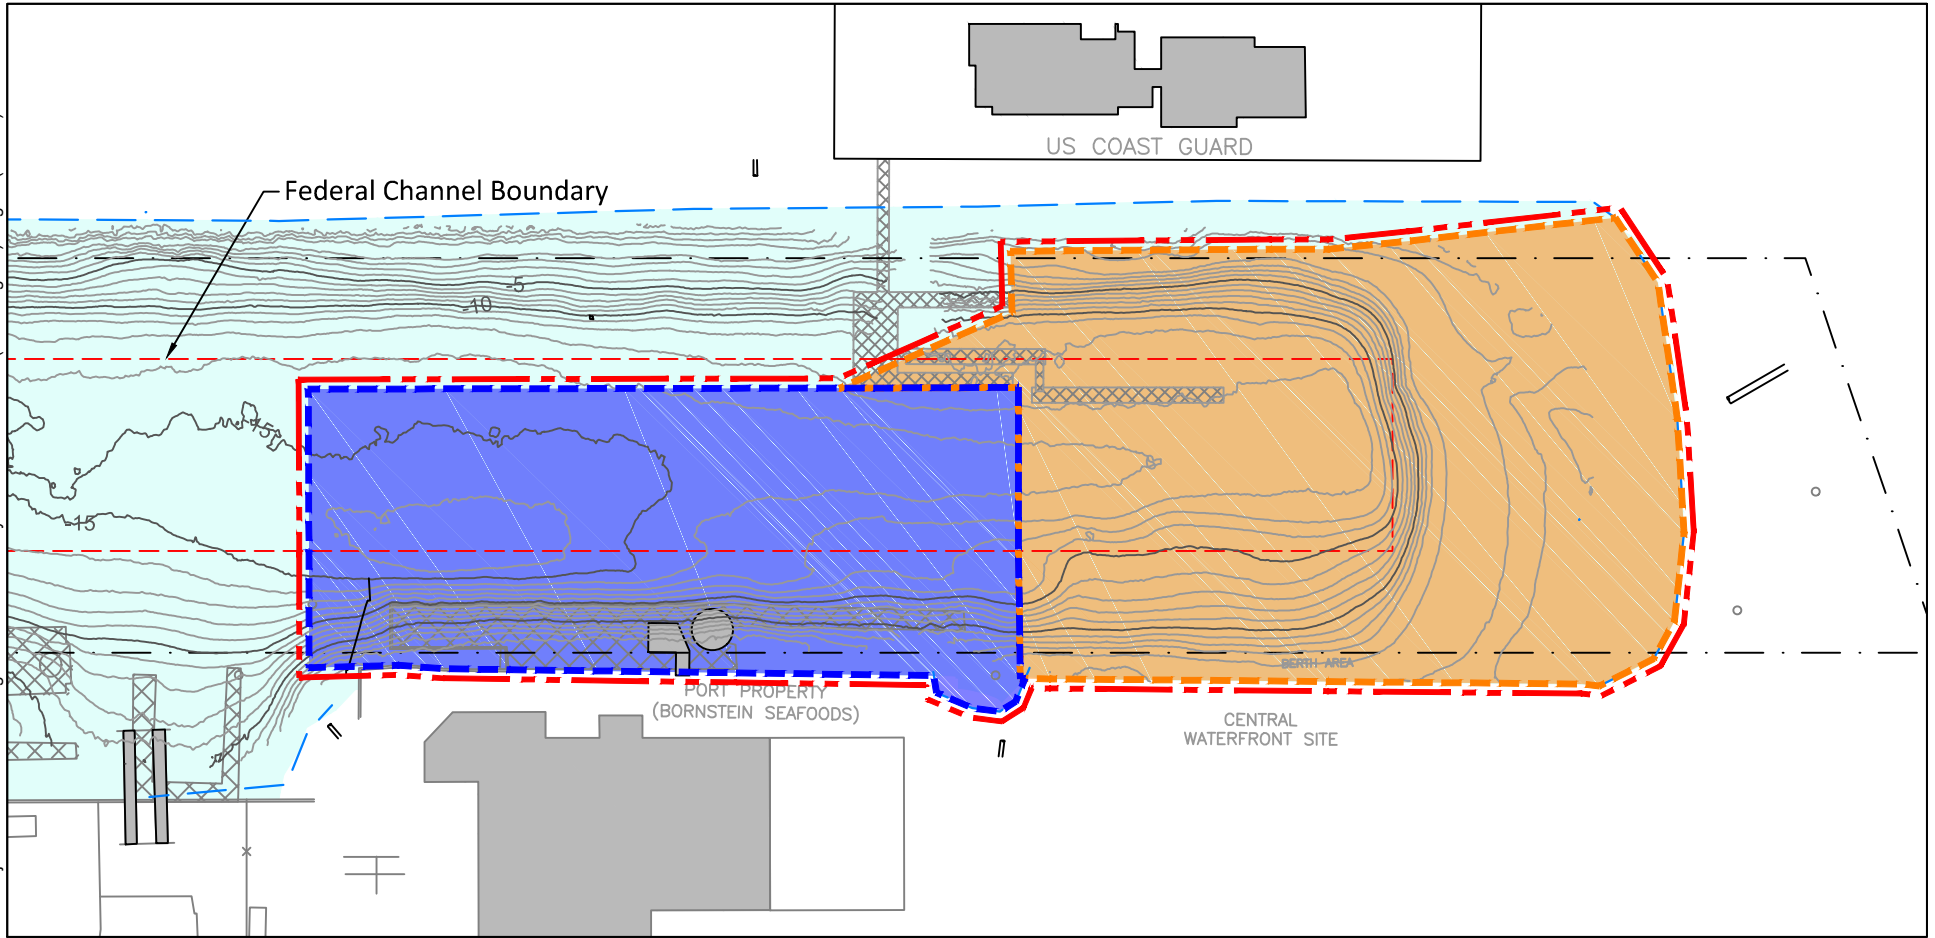 US COAST GUARD
Federal Channel Boundary
-5
-10
-15
-15
BERTH AREA
PORT PROPERTY
(BORNSTEIN SEAFOODS)
CENTRAL
WATERFRONT SITE